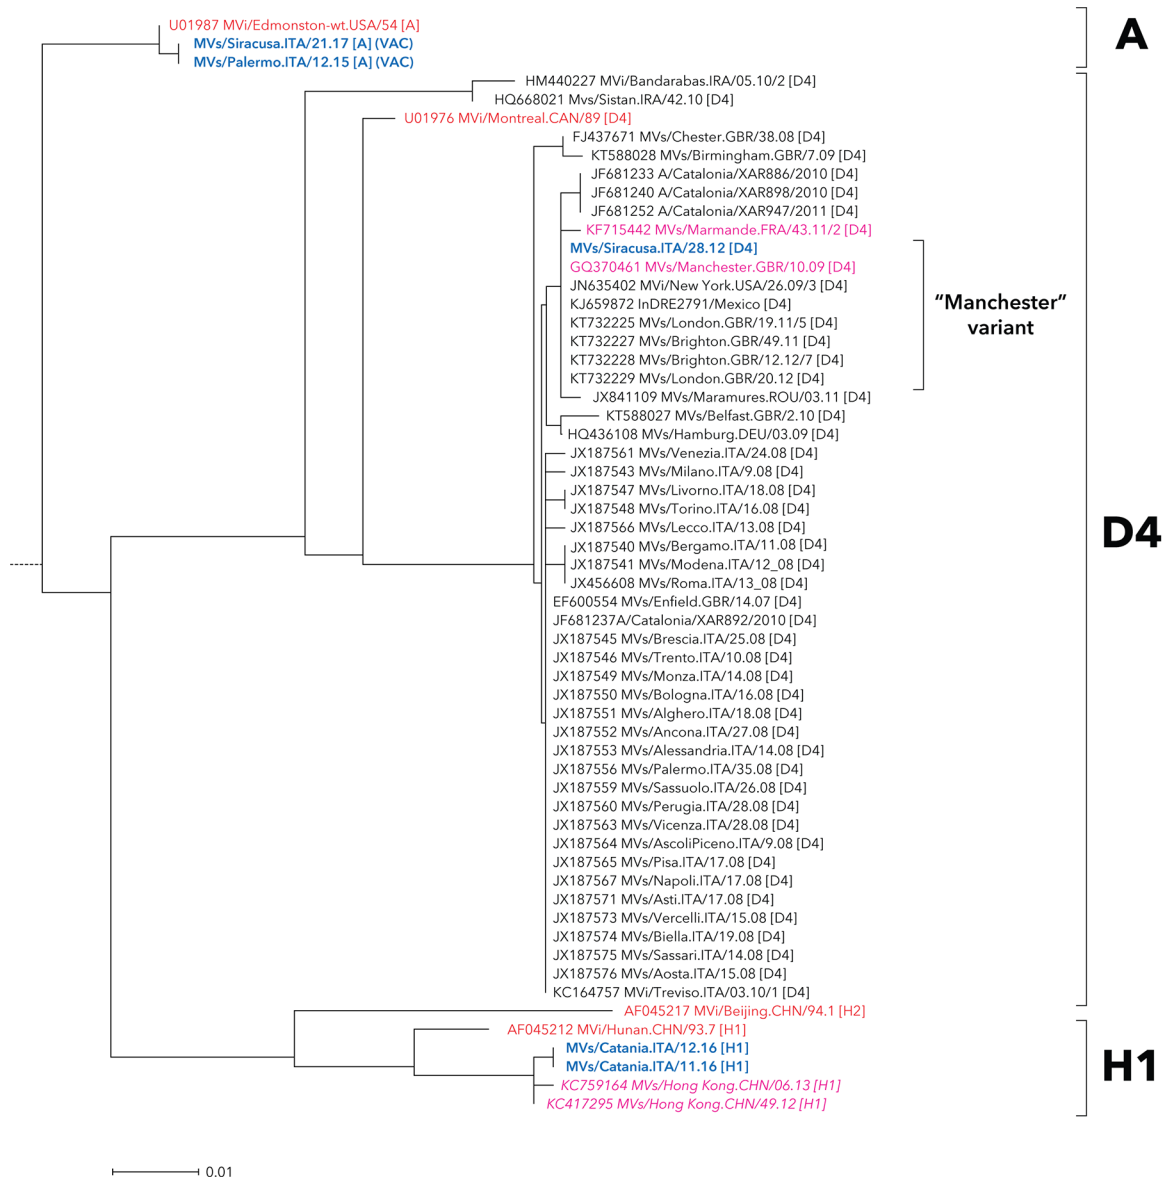 U01987 MVi/Edmonston-wt.USA/54 [A]
MVs/Siracusa.ITA/21.17 [A] (VAC)
MVs/Palermo.ITA/12.15 [A] (VAC)
A
HM440227 MVi/Bandarabas.IRA/05.10/2 [D4]
HQ668021 Mvs/Sistan.IRA/42.10 [D4]
U01976 MVi/Montreal.CAN/89 [D4]
FJ437671 MVs/Chester.GBR/38.08 [D4]
KT588028 MVs/Birmingham.GBR/7.09 [D4]
JF681233 A/Catalonia/XAR886/2010 [D4]
JF681240 A/Catalonia/XAR898/2010 [D4]
JF681252 A/Catalonia/XAR947/2011 [D4]
KF715442 MVs/Marmande.FRA/43.11/2 [D4]
MVs/Siracusa.ITA/28.12 [D4]
GQ370461 MVs/Manchester.GBR/10.09 [D4]
JN635402 MVi/New York.USA/26.09/3 [D4]
KJ659872 InDRE2791/Mexico [D4]
KT732225 MVs/London.GBR/19.11/5 [D4]
KT732227 MVs/Brighton.GBR/49.11 [D4]
KT732228 MVs/Brighton.GBR/12.12/7 [D4]
KT732229 MVs/London.GBR/20.12 [D4]
“Manchester”
variant
JX841109 MVs/Maramures.ROU/03.11 [D4]
KT588027 MVs/Belfast.GBR/2.10 [D4]
HQ436108 MVs/Hamburg.DEU/03.09 [D4]
JX187561 MVs/Venezia.ITA/24.08 [D4]
JX187543 MVs/Milano.ITA/9.08 [D4]
JX187547 MVs/Livorno.ITA/18.08 [D4]
JX187548 MVs/Torino.ITA/16.08 [D4]
JX187566 MVs/Lecco.ITA/13.08 [D4]
JX187540 MVs/Bergamo.ITA/11.08 [D4]
JX187541 MVs/Modena.ITA/12_08 [D4]
JX456608 MVs/Roma.ITA/13_08 [D4]
EF600554 MVs/Enfield.GBR/14.07 [D4]
JF681237A/Catalonia/XAR892/2010 [D4]
JX187545 MVs/Brescia.ITA/25.08 [D4]
JX187546 MVs/Trento.ITA/10.08 [D4]
JX187549 MVs/Monza.ITA/14.08 [D4]
JX187550 MVs/Bologna.ITA/16.08 [D4]
JX187551 MVs/Alghero.ITA/18.08 [D4]
JX187552 MVs/Ancona.ITA/27.08 [D4]
JX187553 MVs/Alessandria.ITA/14.08 [D4]
JX187556 MVs/Palermo.ITA/35.08 [D4]
JX187559 MVs/Sassuolo.ITA/26.08 [D4]
JX187560 MVs/Perugia.ITA/28.08 [D4]
JX187563 MVs/Vicenza.ITA/28.08 [D4]
JX187564 MVs/AscoliPiceno.ITA/9.08 [D4]
JX187565 MVs/Pisa.ITA/17.08 [D4]
JX187567 MVs/Napoli.ITA/17.08 [D4]
JX187571 MVs/Asti.ITA/17.08 [D4]
JX187573 MVs/Vercelli.ITA/15.08 [D4]
JX187574 MVs/Biella.ITA/19.08 [D4]
JX187575 MVs/Sassari.ITA/14.08 [D4]
JX187576 MVs/Aosta.ITA/15.08 [D4]
KC164757 MVi/Treviso.ITA/03.10/1 [D4]
D4
AF045217 MVi/Beijing.CHN/94.1 [H2]
AF045212 MVi/Hunan.CHN/93.7 [H1]
MVs/Catania.ITA/12.16 [H1]
MVs/Catania.ITA/11.16 [H1]
KC759164 MVs/Hong Kong.CHN/06.13 [H1]
KC417295 MVs/Hong Kong.CHN/49.12 [H1]
H1
0.01